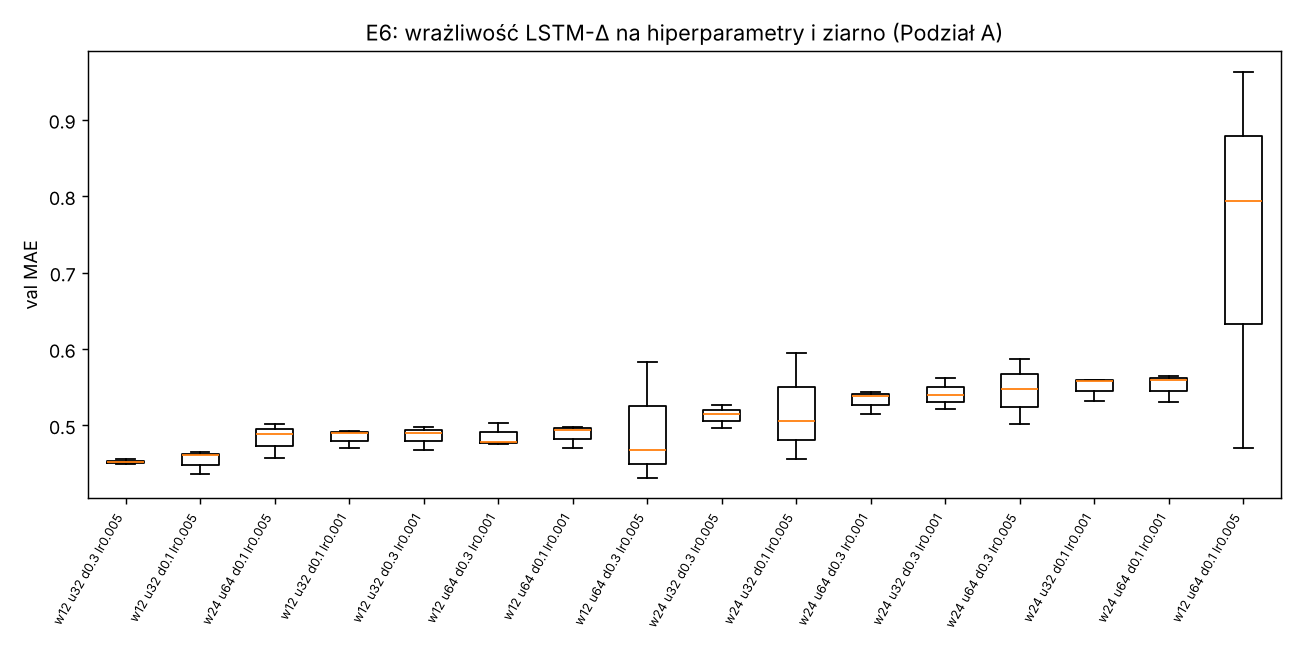 E6: wrażliwość LSTM-Δ na hiperparametry i ziarno (Podział A)
val MAE
0.9
0.8
0.7
0.6
0.5
w12 u32 d0.3 lr0.005
w12 u32 d0.1 lr0.005
w24 u64 d0.1 lr0.005
w12 u32 d0.1 lr0.001
w12 u32 d0.3 lr0.001
w12 u64 d0.3 lr0.001
w12 u64 d0.1 lr0.001
w12 u64 d0.3 lr0.005
w24 u32 d0.3 lr0.005
w24 u32 d0.1 lr0.005
w24 u64 d0.3 lr0.001
w24 u32 d0.3 lr0.001
w24 u64 d0.3 lr0.005
w24 u32 d0.1 lr0.001
w24 u64 d0.1 lr0.001
w12 u64 d0.1 lr0.005